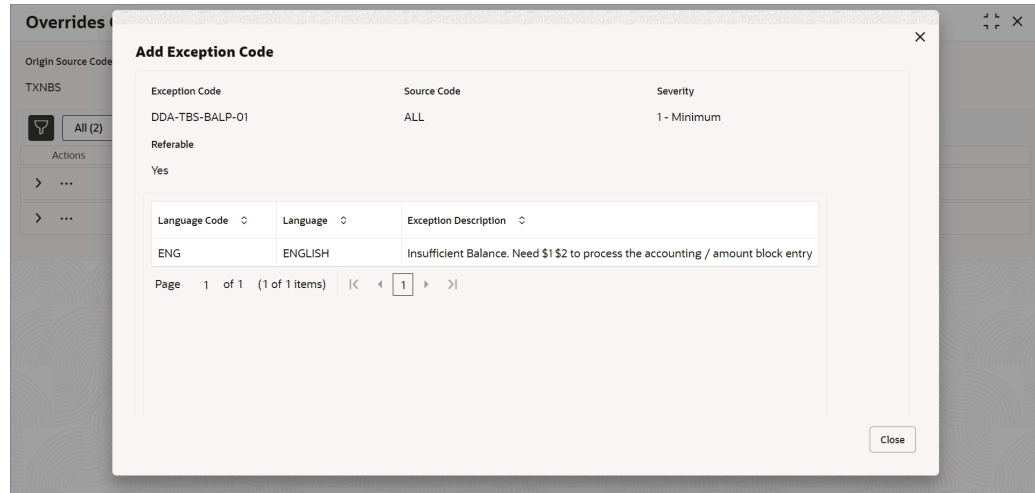 Overrides
Add Exception Code
Origin Source Code
TXNBS
All (2)
Actions
Exception Code Source Code Severity
DDA-TBS-BALP-01 ALL 1 - Minimum
Referable
Yes
Language Code Language Exception Description
ENG ENGLISH Insufficient Balance. Need $1 $2 to process the accounting / amount block entry
Page 1 of 1 (1 of 1 items) 1
Close